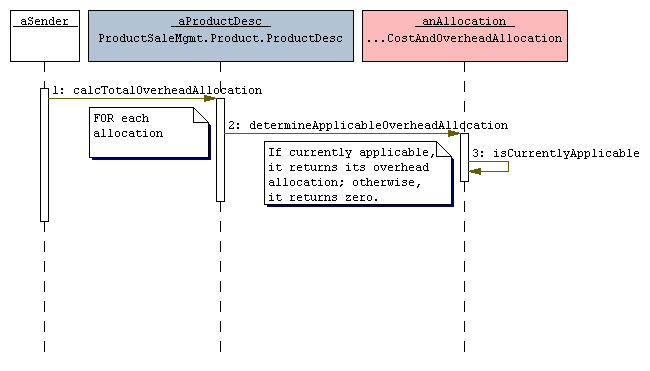 aSender
aProductDesc
ProductSaleMgmt.Product.ProductDesc
anAllocation
...CostAndOverheadAllocation
1: calcTotalOverheadAllocation
FOR each
allocation
2: determineApplicableOverheadAllocation
If currently applicable,
it returns its overhead
allocation; otherwise,
it returns zero.
3: isCurrentlyApplicable